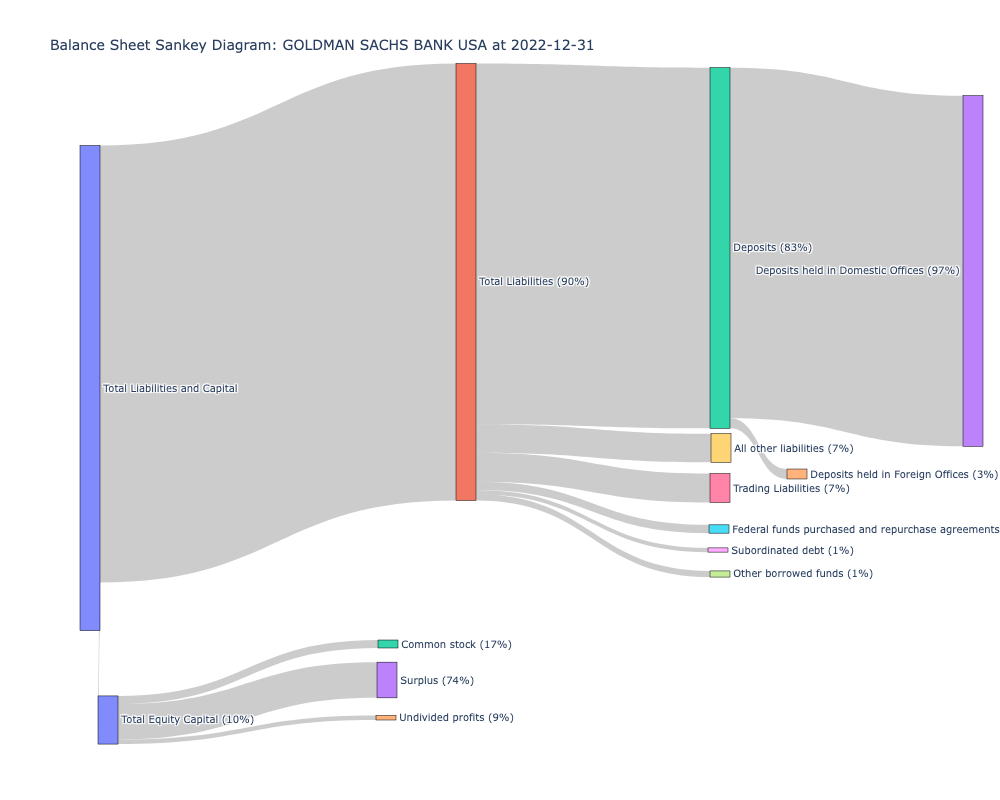 Balance Sheet Sankey Diagram: GOLDMAN SACHS BANK USA at 2022-12-31
Deposits (83%)
Deposits held in Domestic Offices (97%)
Total Liabilities (90%)
Total Liabilities and Capital
All other liabilities (7%)
Deposits held in Foreign Offices (3%)
Trading Liabilities (7%)
Federal funds purchased and repurchase agreements
Subordinated debt (1%)
Other borrowed funds (1%)
Common stock (17%)
Surplus (74%)
Undivided profits (9%)
Total Equity Capital (10%)